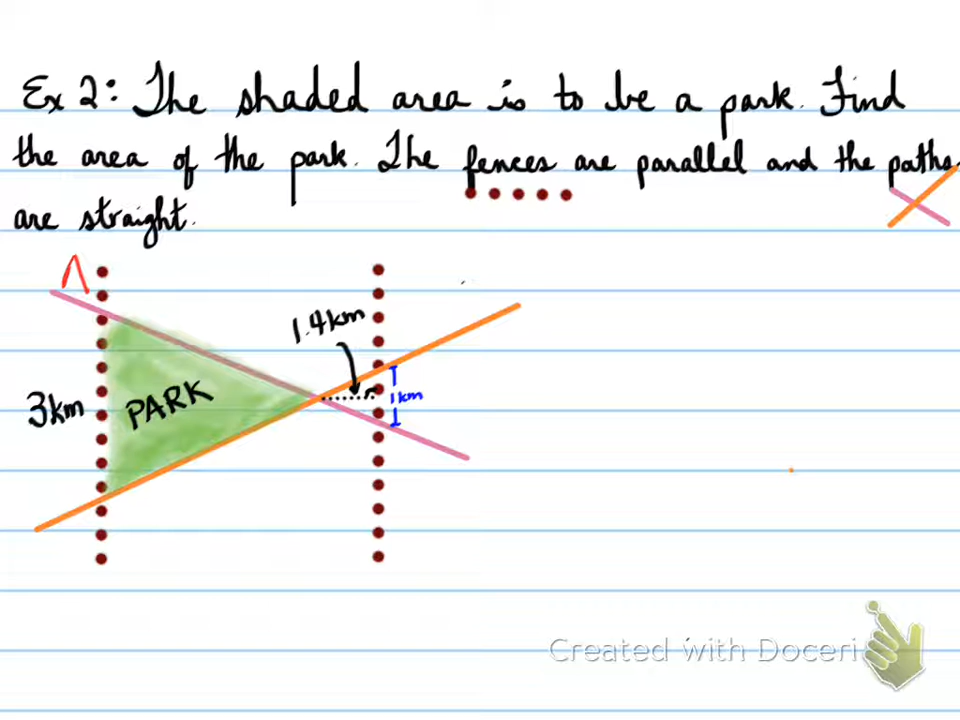 Ex 2: The shaded area is to be a park. Find
the area of the park. The fences are parallel and the paths
are straight.
1.4km
3km
PARK
1km
Created with Doceri